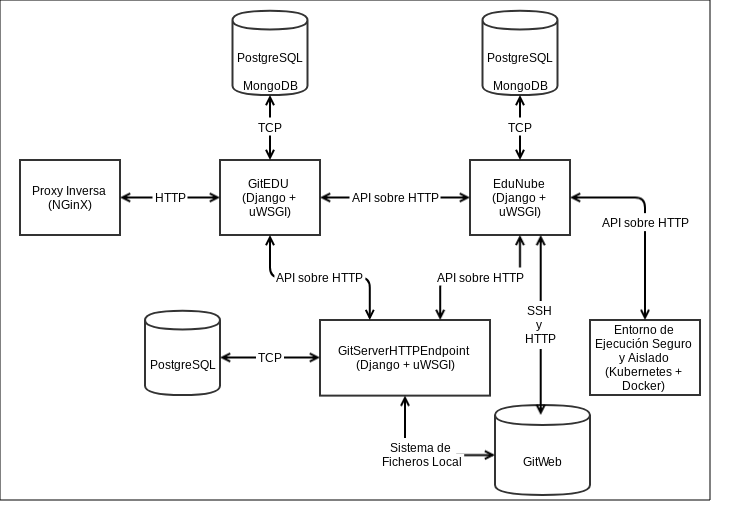 PostgreSQL
MongoDB
PostgreSQL
MongoDB
TCP
TCP
Proxy Inversa
(NGinX)
HTTP
GitEDU
(Django +
uWSGI)
API sobre HTTP
EduNube
(Django +
uWSGI)
API sobre HTTP
API sobre HTTP
API sobre HTTP
SSH
y
HTTP
PostgreSQL
TCP
GitServerHTTPEndpoint
(Django + uWSGI)
Entorno de
Ejecución Seguro
y Aislado
(Kubernetes +
Docker)
Sistema de
Ficheros Local
GitWeb